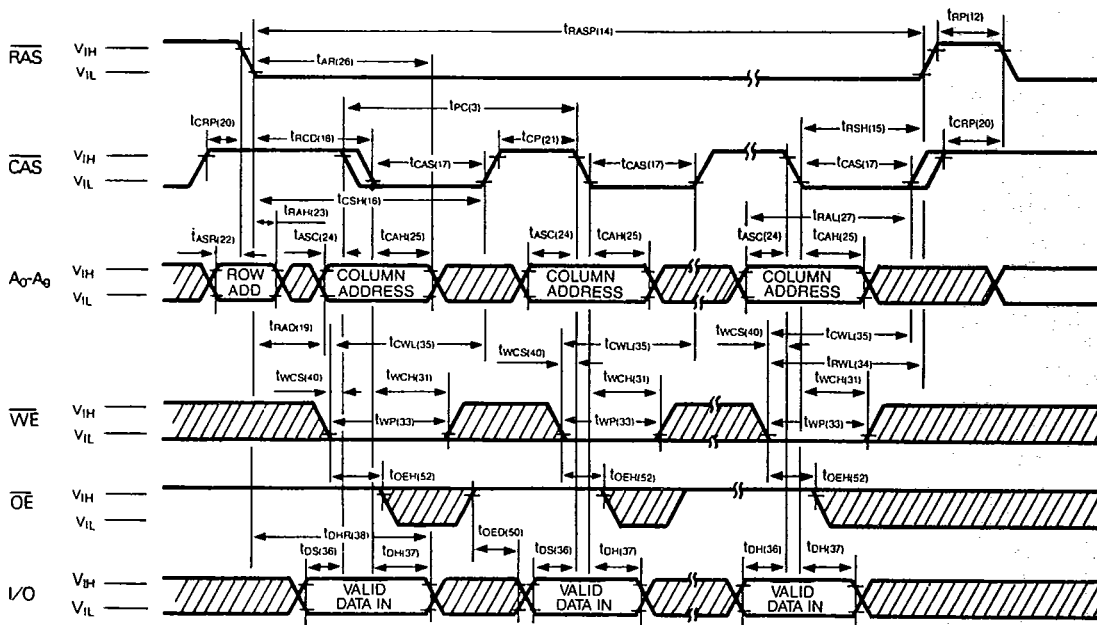 tRASP(14)
tRP(12)
RAS
VIH
VIL
tAR(26)
tPC(3)
tCRP(20)
tRCD(16)
tCP(21)
tRSH(15)
tCRP(20)
CAS
VIH
VIL
tCAS(17)
tCAS(17)
tCAS(17)
tCSH(16)
tRAH(23)
tRAL(27)
tASR(22)
tASC(24)
tCAH(25)
tASC(24)
tCAH(25)
tASC(24)
tCAH(25)
A0-A9
VIH
VIL
ROW ADD
COLUMN ADDRESS
COLUMN ADDRESS
COLUMN ADDRESS
tRAD(19)
tCWL(35)
tWCS(40)
tCWL(35)
tWCS(40)
tCWL(35)
tRWL(34)
tWCS(40)
tWCH(31)
tWCH(31)
tWCH(31)
WE
VIH
VIL
tWP(33)
tWP(33)
tWP(33)
tOEH(52)
tOEH(52)
tOEH(52)
OE
VIH
VIL
tDHR(38)
tOED(50)
tDS(36)
tDH(37)
tDS(36)
tDH(37)
tDH(36)
tDH(37)
I/O
VIH
VIL
VALID DATA IN
VALID DATA IN
VALID DATA IN